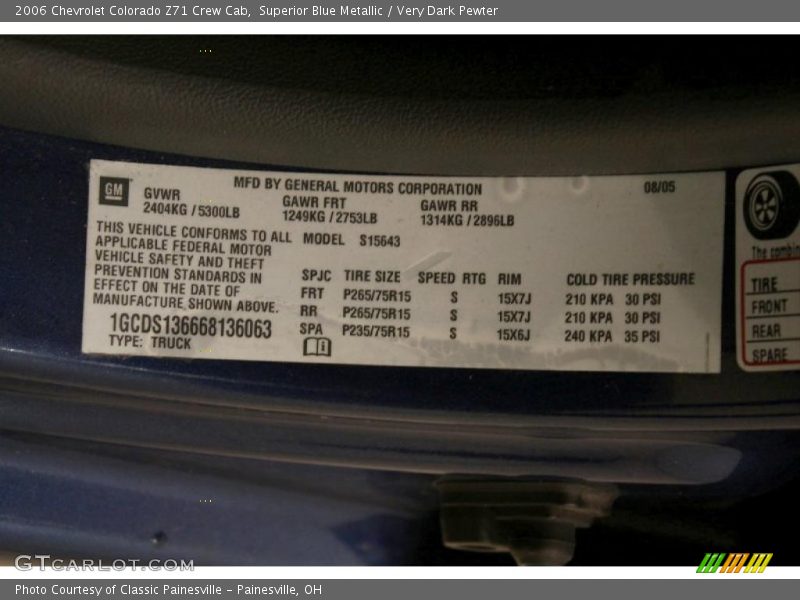 2006 Chevrolet Colorado Z71 Crew Cab,  Superior Blue Metallic / Very Dark Pewter
GM
MFD BY GENERAL MOTORS CORPORATION
08/05
GVWR
GAWR FRT
GAWR RR
2404KG / 5300LB
1249KG / 2753LB
1314KG / 2896LB
THIS VEHICLE CONFORMS TO ALL
APPLICABLE FEDERAL MOTOR
VEHICLE SAFETY AND THEFT
PREVENTION STANDARDS IN
EFFECT ON THE DATE OF
MANUFACTURE SHOWN ABOVE.
1GCDS136668136063
TYPE: TRUCK
MODEL S15643
SPJC TIRE SIZE SPEED RTG RIM COLD TIRE PRESSURE
FRT P265/75R15 S 15X7J 210 KPA 30 PSI
RR P265/75R15 S 15X7J 210 KPA 30 PSI
SPA P235/75R15 S 15X6J 240 KPA 35 PSI
The combin
TIRE
FRONT
REAR
SPARE
GTCARLOT.COM
Photo Courtesy of Classic Painesville – Painesville, OH